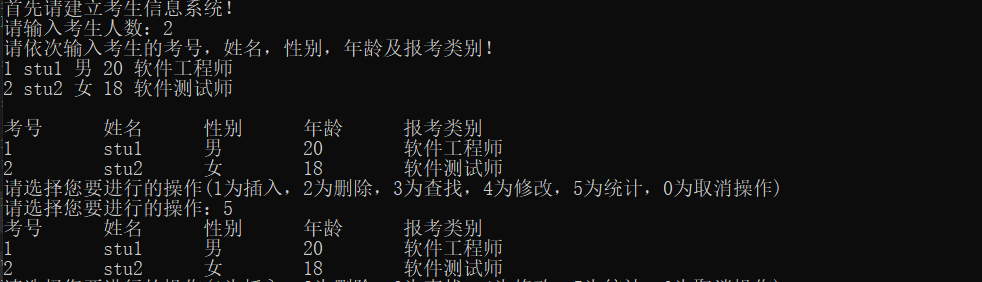 首先请建立考生信息系统！
请输入考生人数：2
请依次输入考生的考号，姓名，性别，年龄及报考类别！
1 stu1 男 20 软件工程师
2 stu2 女 18 软件测试师
考号 姓名 性别 年龄 报考类别
1 stu1 男 20 软件工程师
2 stu2 女 18 软件测试师
请选择您要进行的操作(1为插入，2为删除，3为查找，4为修改，5为统计，0为取消操作)
请选择您要进行的操作：5
考号 姓名 性别 年龄 报考类别
1 stu1 男 20 软件工程师
2 stu2 女 18 软件测试师